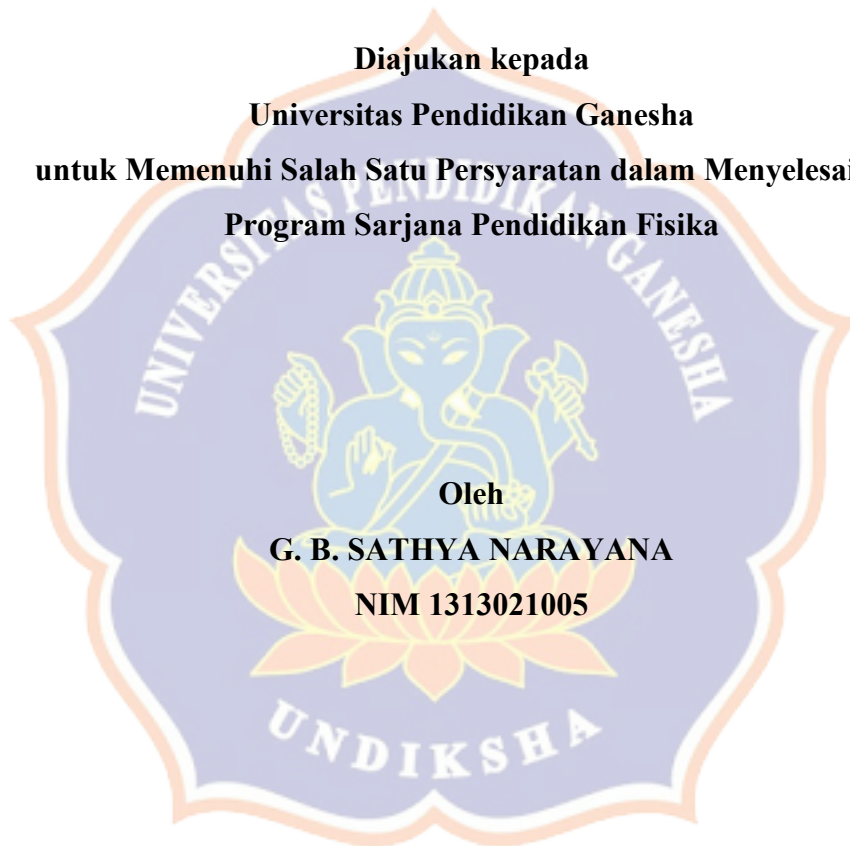 Diajukan kepada
Universitas Pendidikan Ganesha
untuk Memenuhi Salah Satu Persyaratan dalam Menyelesai
Program Sarjana Pendidikan Fisika
UNIVERSITAS PENDIDIKAN GANESHA
Oleh
G. B. SATHYA NARAYANA
NIM 1313021005
UNDIKSHA